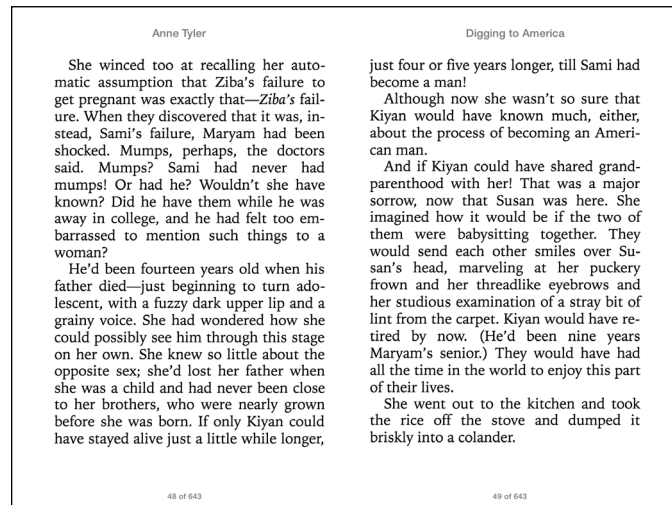 Anne Tyler
She winced too at recalling her auto-
matic assumption that Ziba's failure to
get pregnant was exactly that—Ziba's fail-
ure. When they discovered that it was, in-
stead, Sami's failure, Maryam had been
shocked. Mumps, perhaps, the doctors
said. Mumps? Sami had never had
mumps! Or had he? Wouldn't she have
known? Did he have them while he was
away in college, and he had felt too em-
barrassed to mention such things to a
woman?
He'd been fourteen years old when his
father died—just beginning to turn ado-
lescent, with a fuzzy dark upper lip and a
grainy voice. She had wondered how she
could possibly see him through this stage
on her own. She knew so little about the
opposite sex; she'd lost her father when
she was a child and had never been close
to her brothers, who were nearly grown
before she was born. If only Kiyan could
have stayed alive just a little while longer,
48 of 643
Digging to America
just four or five years longer, till Sami had
become a man!
Although now she wasn't so sure that
Kiyan would have known much, either,
about the process of becoming an Ameri-
can man.
And if Kiyan could have shared grand-
parenthood with her! That was a major
sorrow, now that Susan was here. She
imagined how it would be if the two of
them were babysitting together. They
would send each other smiles over Su-
san's head, marveling at her puckery
frown and her threadlike eyebrows and
her studious examination of a stray bit of
lint from the carpet. Kiyan would have re-
tired by now. (He'd been nine years
Maryam's senior.) They would have had
all the time in the world to enjoy this part
of their lives.
She went out to the kitchen and took
the rice off the stove and dumped it
briskly into a colander.
49 of 643